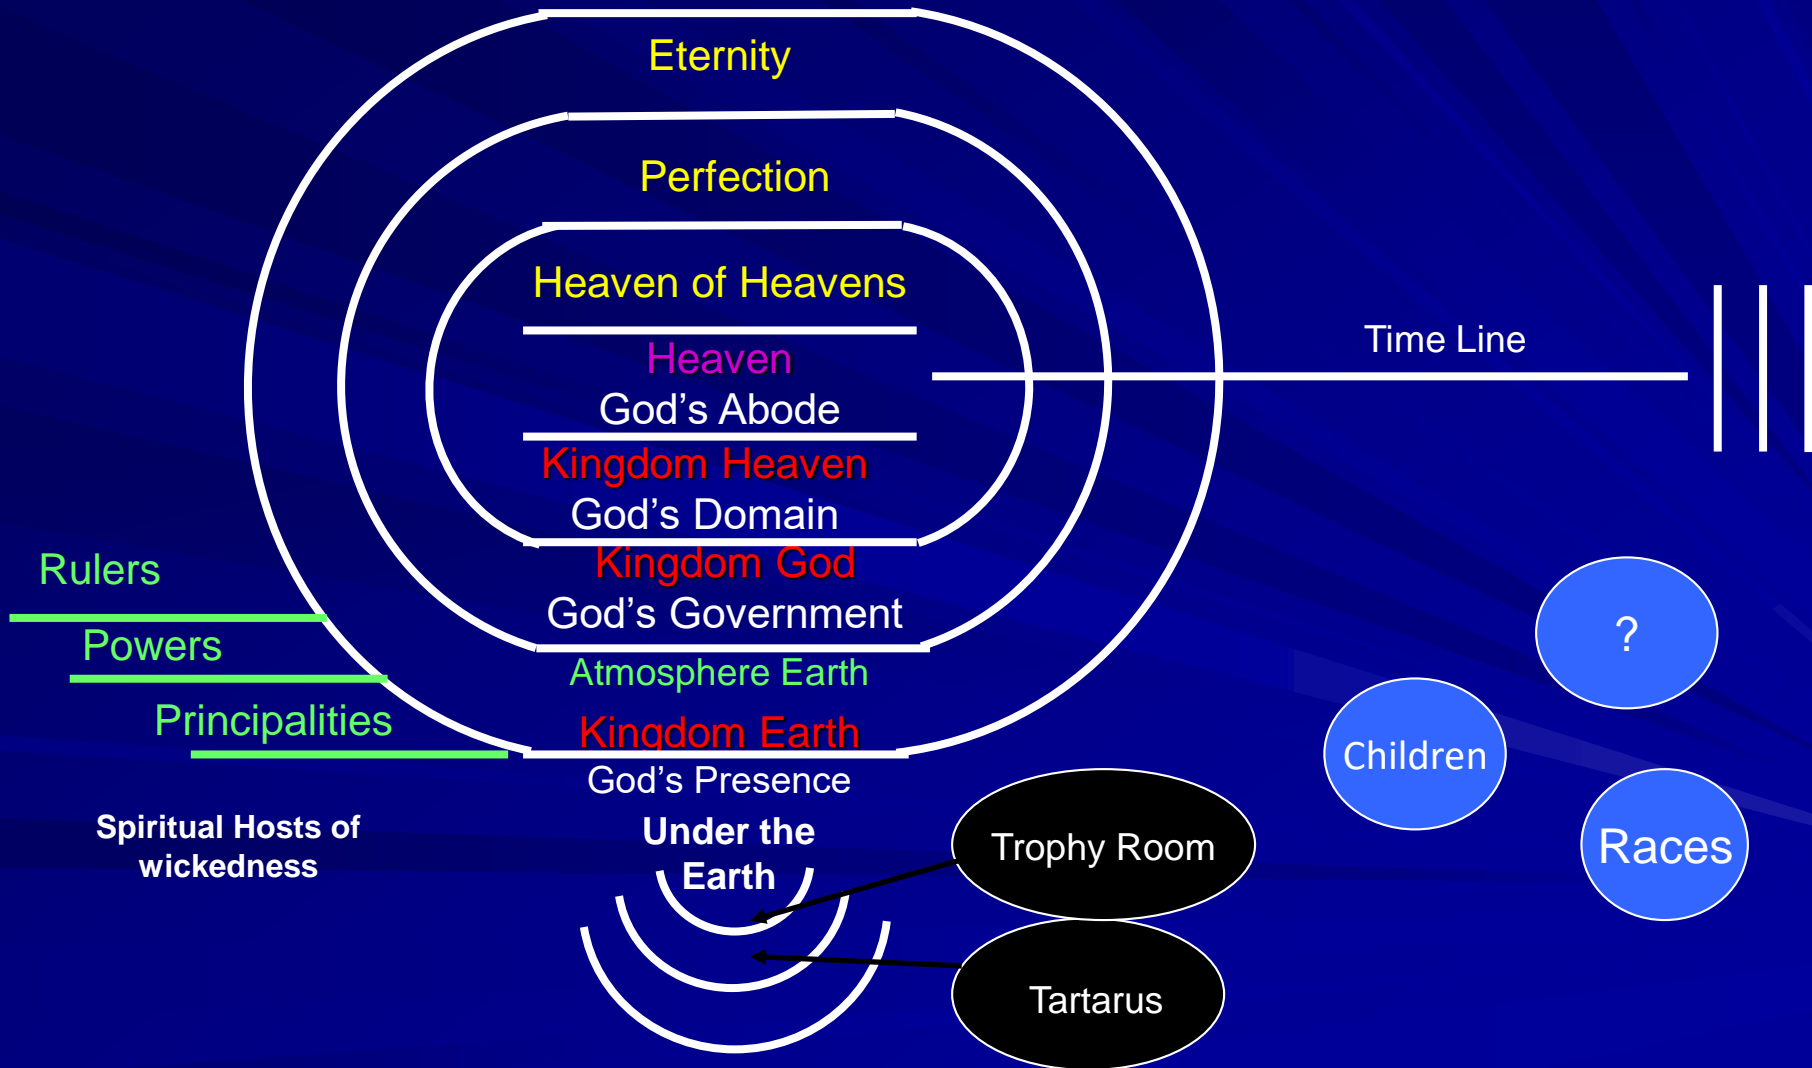 Eternity
Perfection
Heaven of Heavens
Heaven
God’s Abode
Time Line
Kingdom Heaven
God’s Domain
Kingdom God
God’s Government
Atmosphere Earth
Kingdom Earth
God’s Presence
Under the
Earth
Rulers
Powers
Principalities
Spiritual Hosts of
wickedness
Trophy Room
Tartarus
?
Children
Races